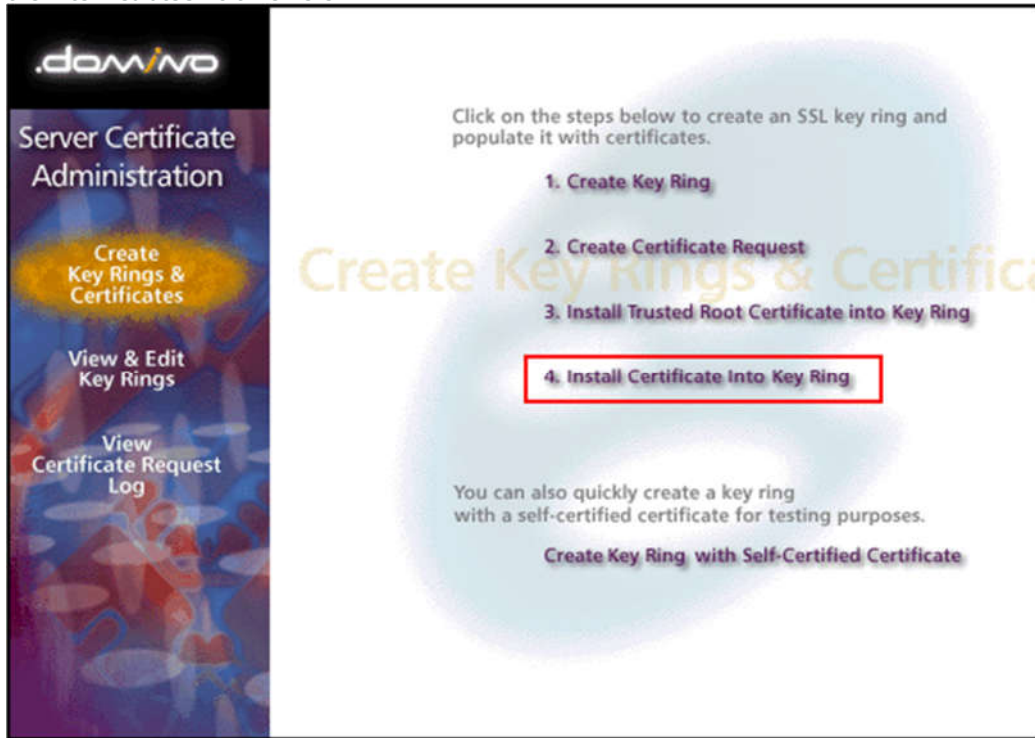 .domino
Server Certificate
Administration
Create
Key Rings &
Certificates
View & Edit
Key Rings
View
Certificate Request
Log
Click on the steps below to create an SSL key ring and
populate it with certificates.
1. Create Key Ring
2. Create Certificate Request
Create Key Rings & Certifica
3. Install Trusted Root Certificate into Key Ring
4. Install Certificate Into Key Ring
You can also quickly create a key ring
with a self-certified certificate for testing purposes.
Create Key Ring with Self-Certified Certificate